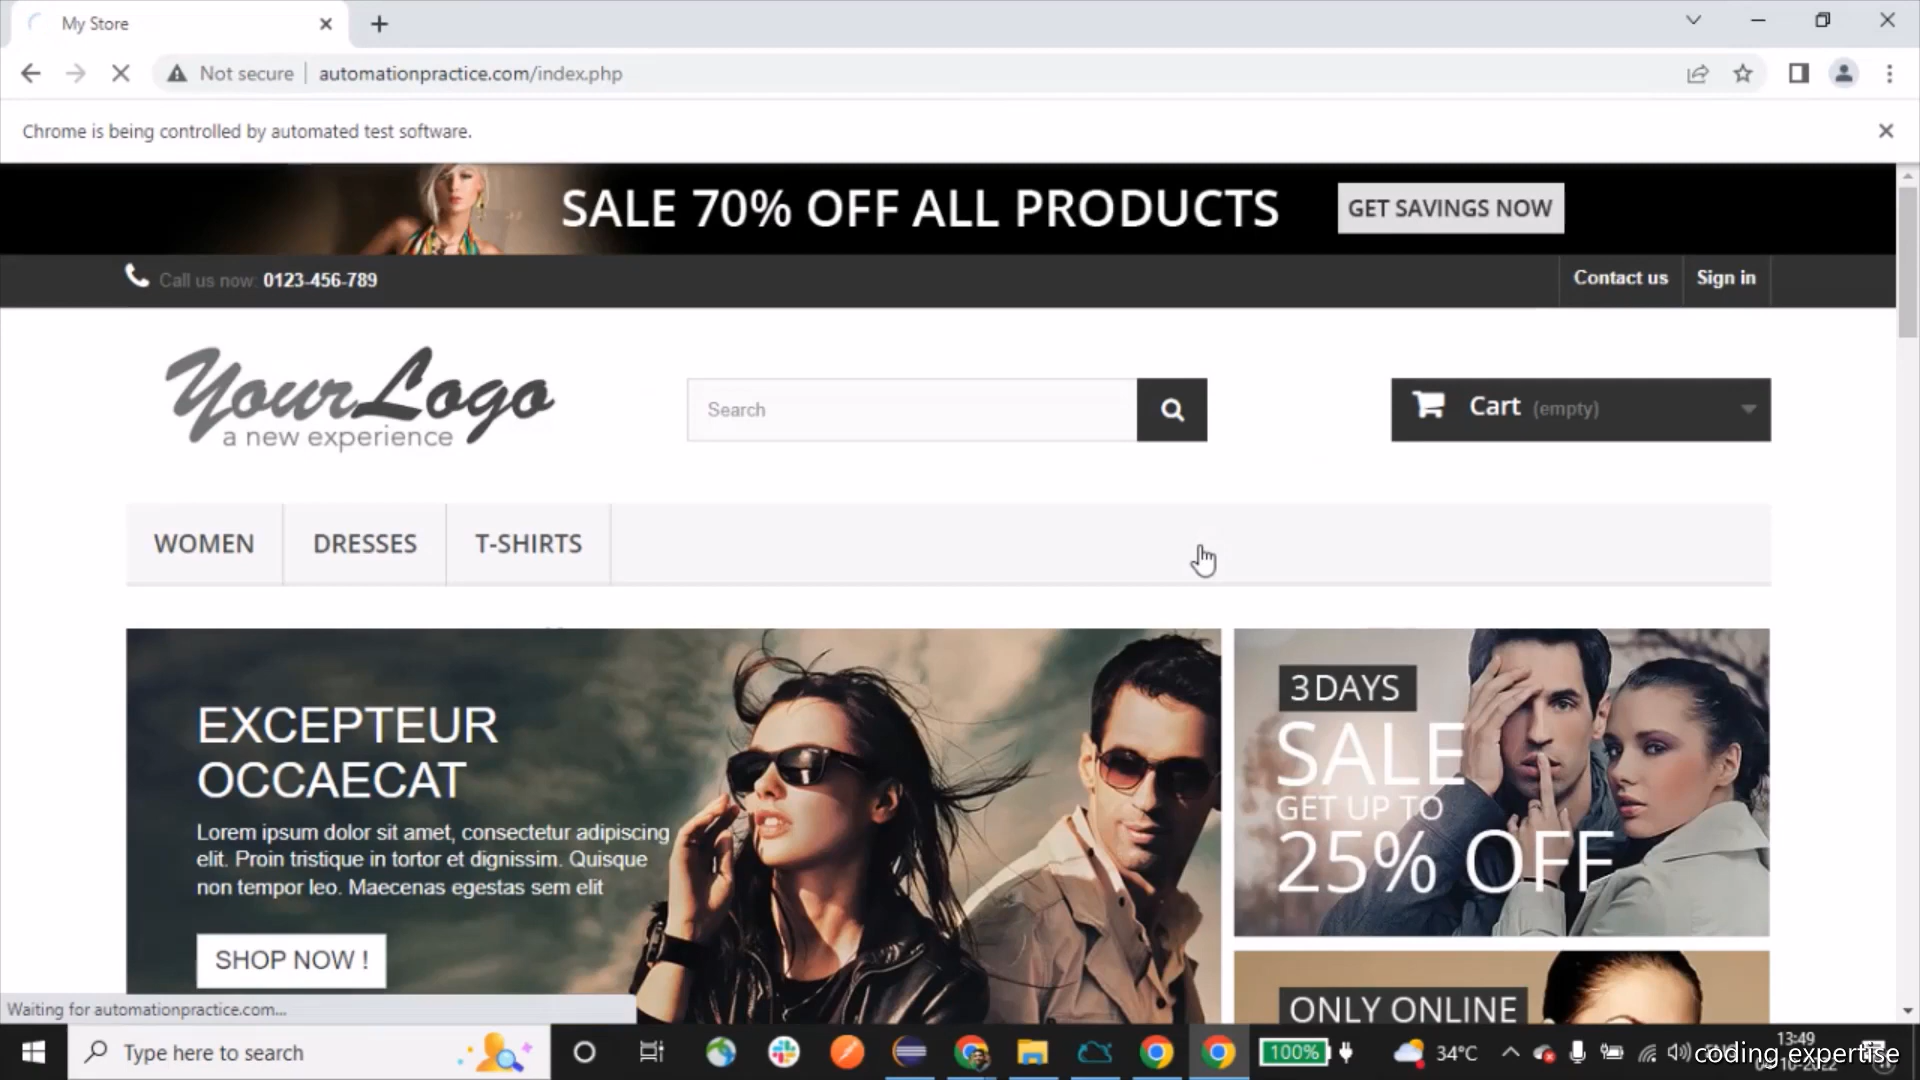 My Store
Not secure
automationpractice.com/index.php
Chrome is being controlled by automated test software.
SALE 70% OFF ALL PRODUCTS
GET SAVINGS NOW
Call us now: 0123-456-789
Contact us
Sign in
YourLogo
a new experience
Search
Cart (empty)
WOMEN
DRESSES
T-SHIRTS
EXCEPTEUR
OCCAECAT
Lorem ipsum dolor sit amet, consectetur adipiscing
elit. Proin tristique in tortor et dignissim. Quisque
non tempor leo. Maecenas egestas sem elit
SHOP NOW !
3 DAYS
SALE
GET UP TO
25% OFF
ONLY ONLINE
Waiting for automationpractice.com...
Type here to search
100%
34°C
13:49
coding expertise